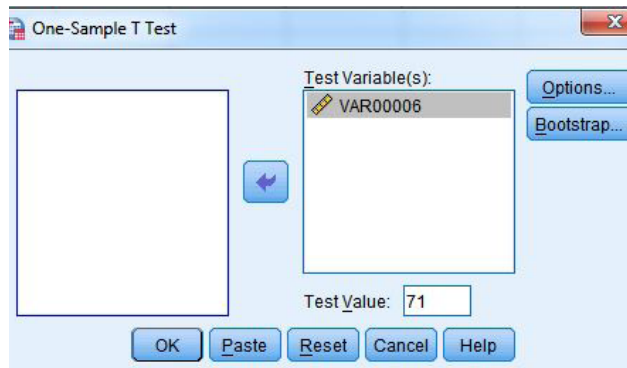 One-Sample T Test
Test Variable(s):
VAR00006
Options...
Bootstrap...
Test Value: 71
OK Paste Reset Cancel Help